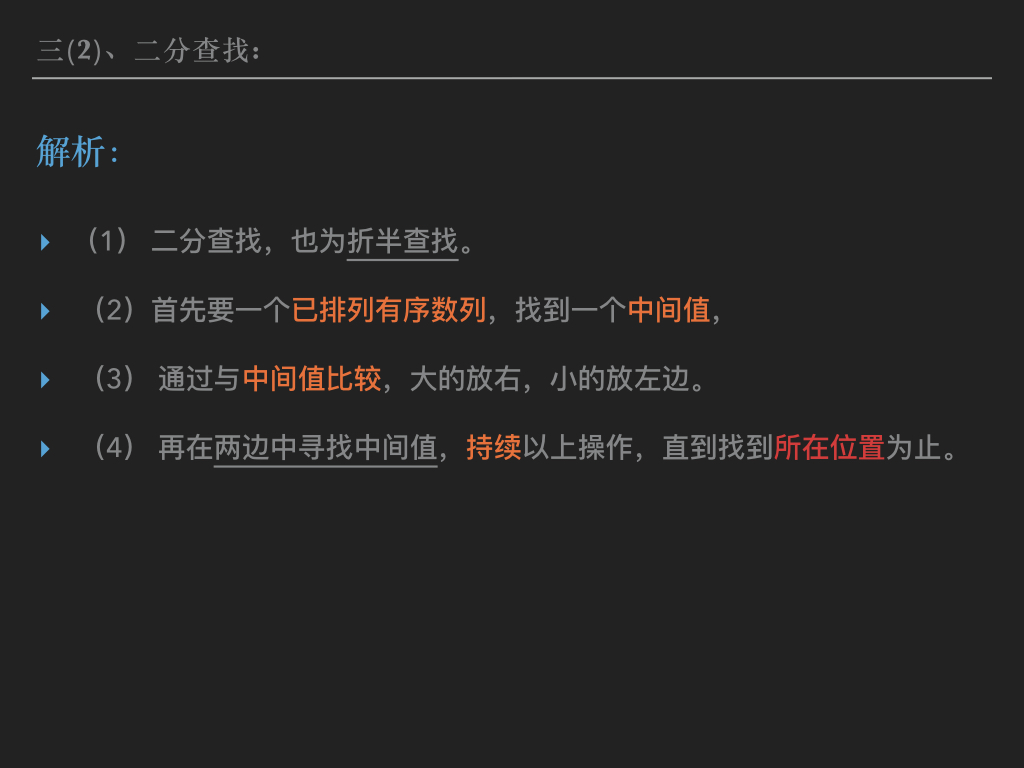 三(2)、二分查找：
解析：
（1） 二分查找，也为折半查找。
（2）首先要一个已排列有序数列，找到一个中间值，
（3） 通过与中间值比较，大的放右，小的放左边。
（4） 再在两边中寻找中间值，持续以上操作，直到找到所在位置为止。